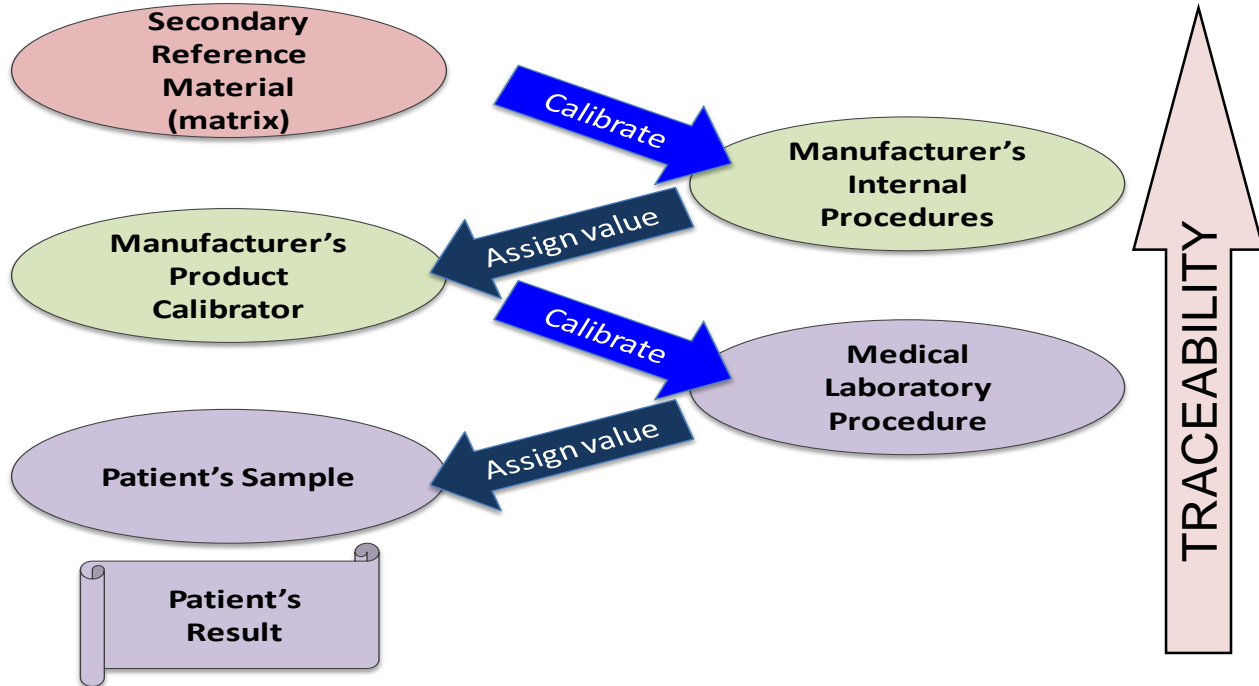 Secondary
Reference
Material
(matrix)
Calibrate
Manufacturer’s
Internal
Procedures
Assign value
Manufacturer’s
Product
Calibrator
Calibrate
Medical
Laboratory
Procedure
Assign value
Patient’s Sample
Patient’s
Result
TRACEABILITY